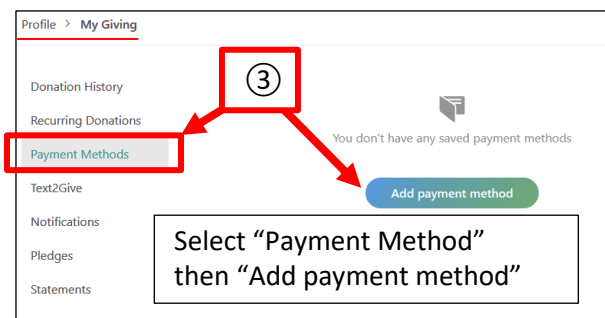 Profile > My Giving
③
Donation History
Recurring Donations
You don't have any saved payment methods
Payment Methods
Text2Give
Add payment method
Notifications
Pledges
Statements
Select “Payment Method”
then “Add payment method”